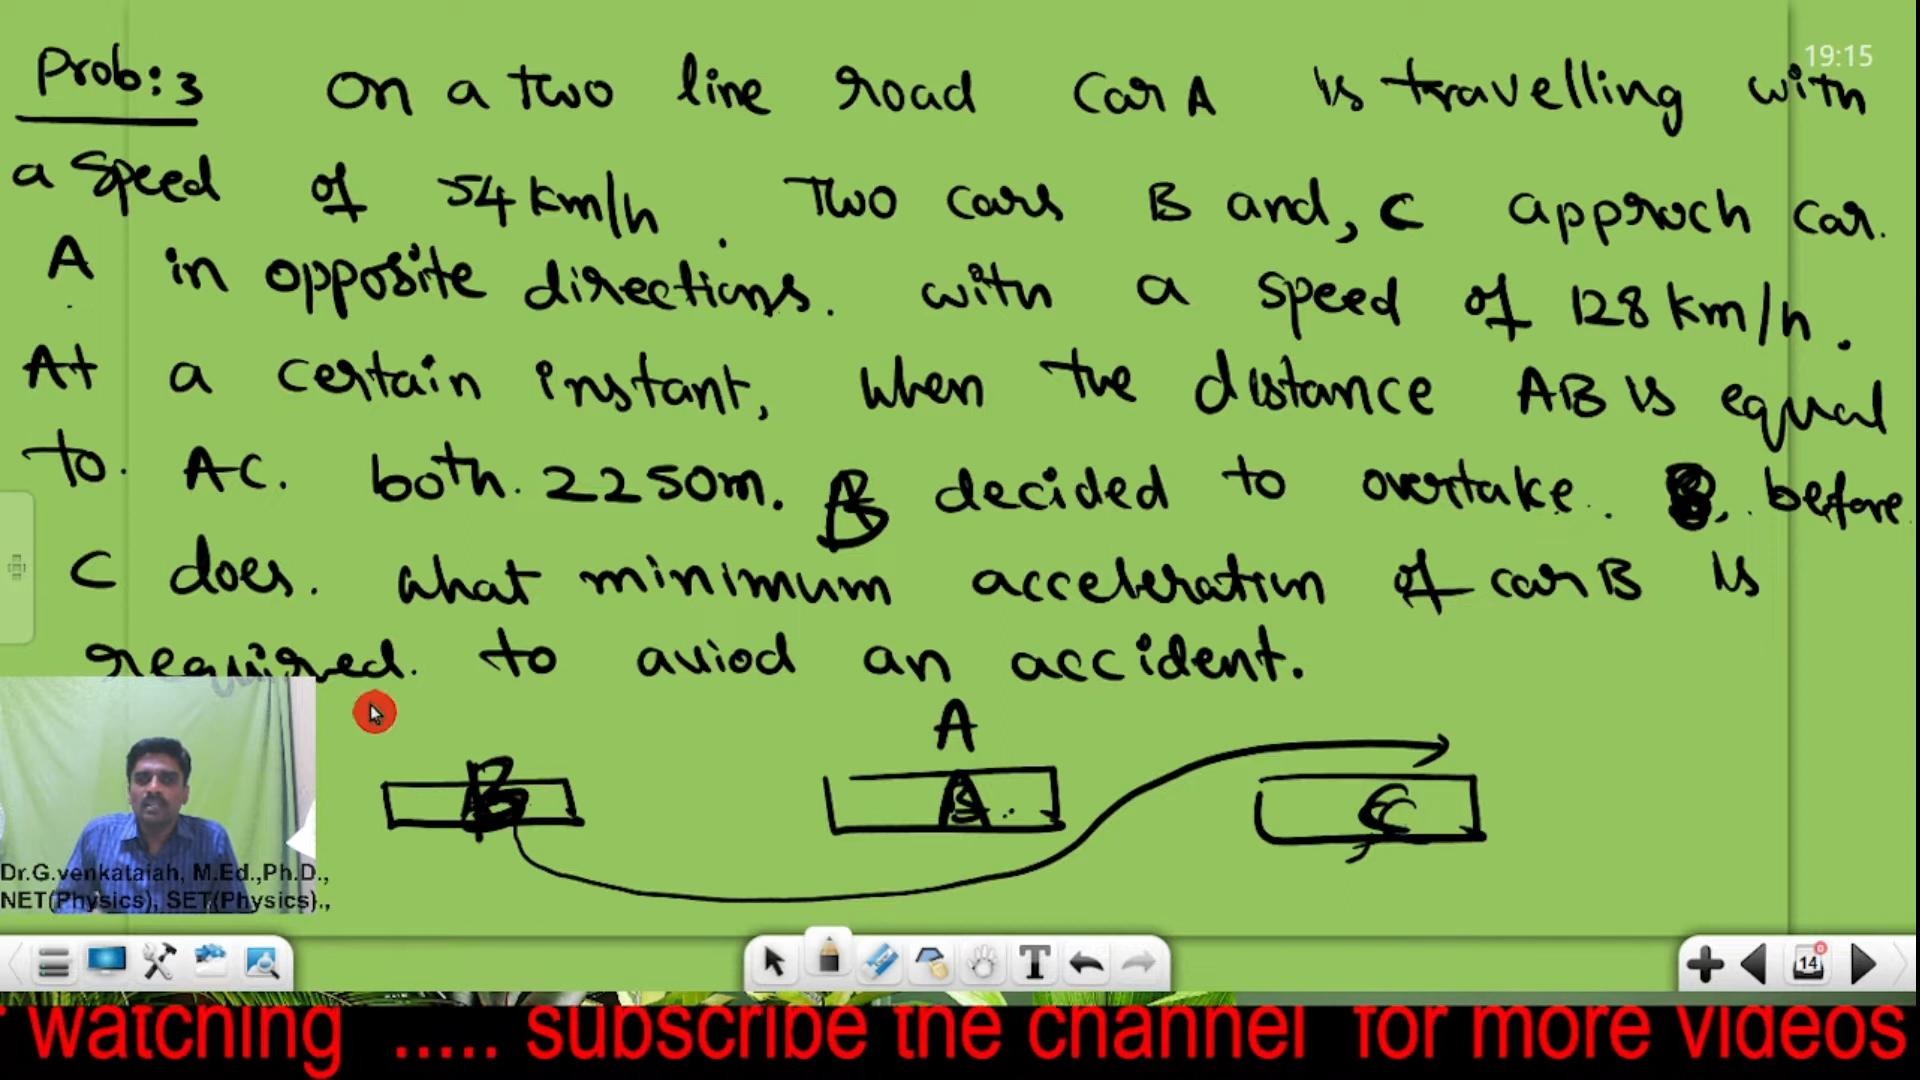 19:15
Prob:3 on a two line road Car A is travelling with
a speed of 54 km/h. Two cars B and, C approch car.
A in opposite directions. with a speed of 128 km/h.
At a certain instant, when the distance AB is equal
to. AC. both. 2250m. B decided to overtake. before
C does. what minimum acceleration of car B is
required. to aviod an accident.
A
B A C
Dr.G.venkataiah, M.Ed.,Ph.D.,
NET(Physics), SET(Physics).,
T 14 0
r watching ..... subscribe the channel for more videos